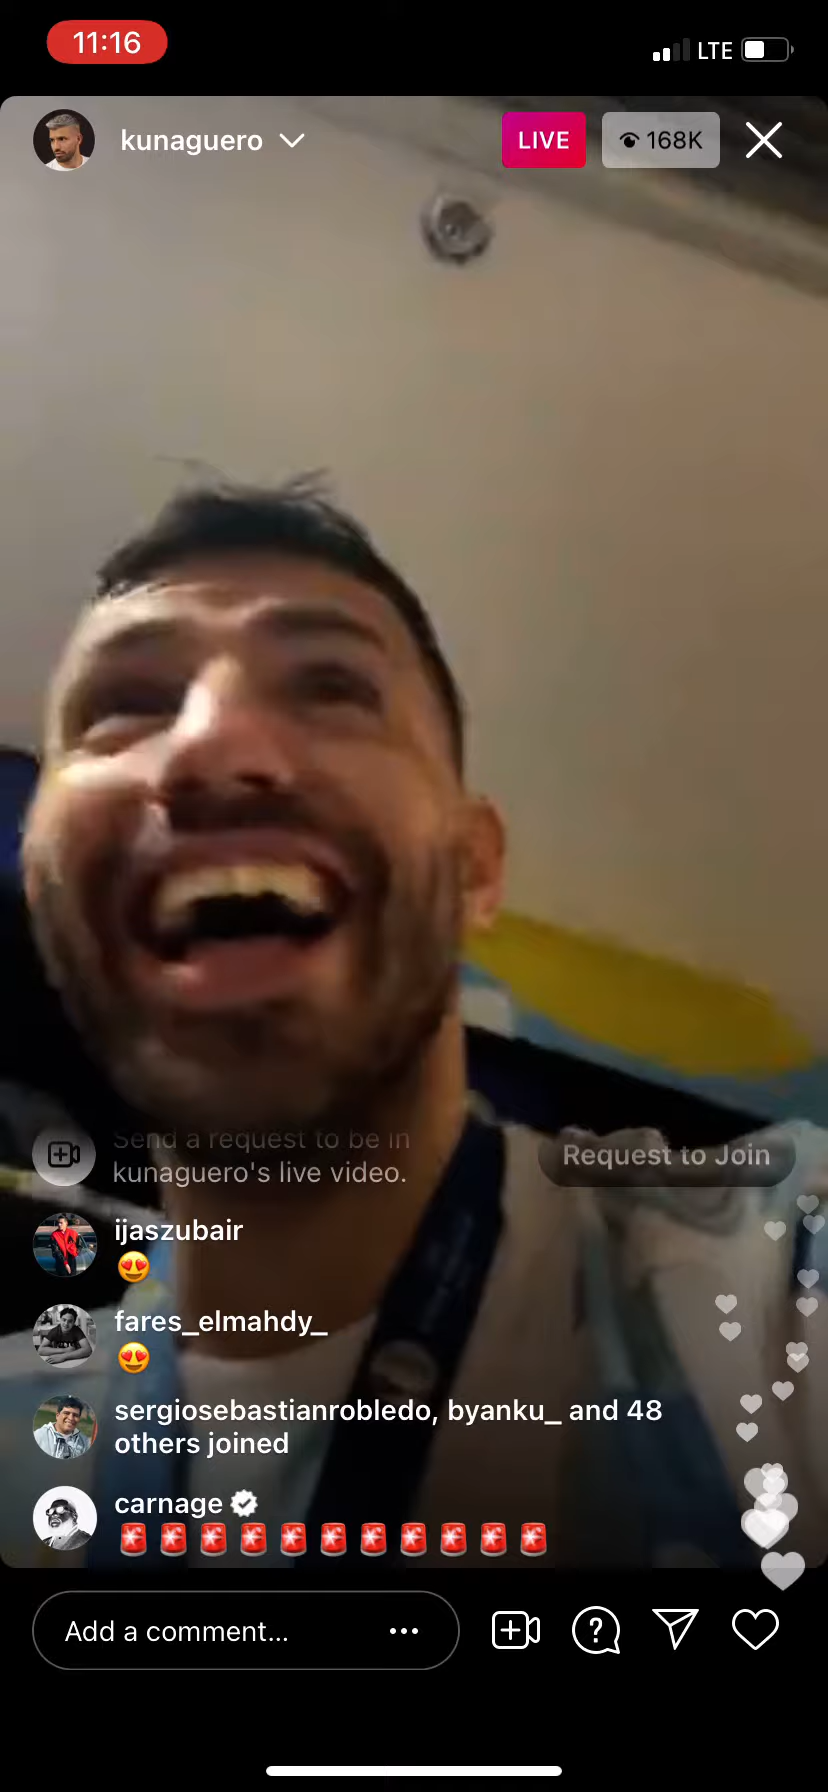 11:16
LTE
kunaguero
LIVE
168K
Send a request to be in
kunaguero's live video.
Request to Join
ijaszubair
😍
fares_elmahdy_
😍
sergiosebastianrobledo, byanku_ and 48
others joined
carnage
🚨🚨🚨🚨🚨🚨🚨🚨🚨🚨🚨
Add a comment...